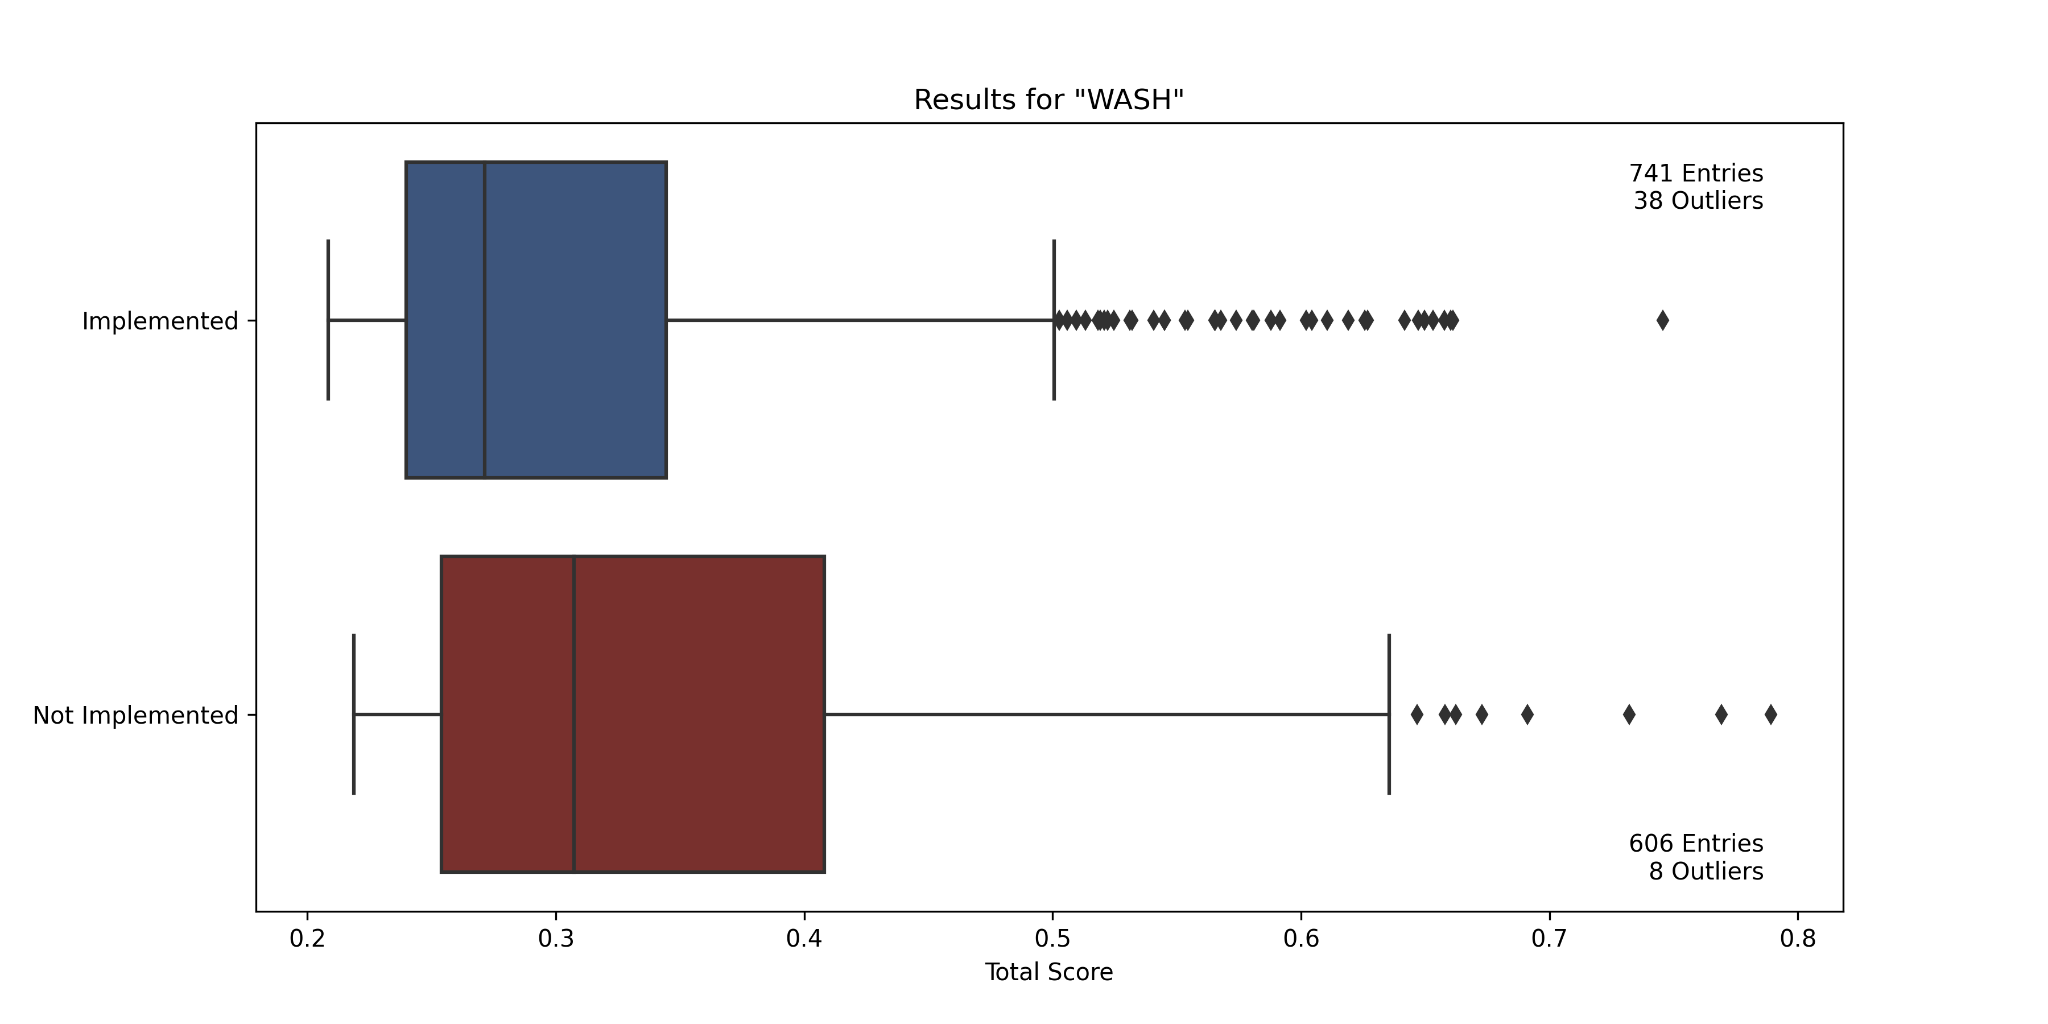 Results for "WASH"
741 Entries
38 Outliers
Implemented
Not Implemented
606 Entries
8 Outliers
0.2 0.3 0.4 0.5 0.6 0.7 0.8
Total Score